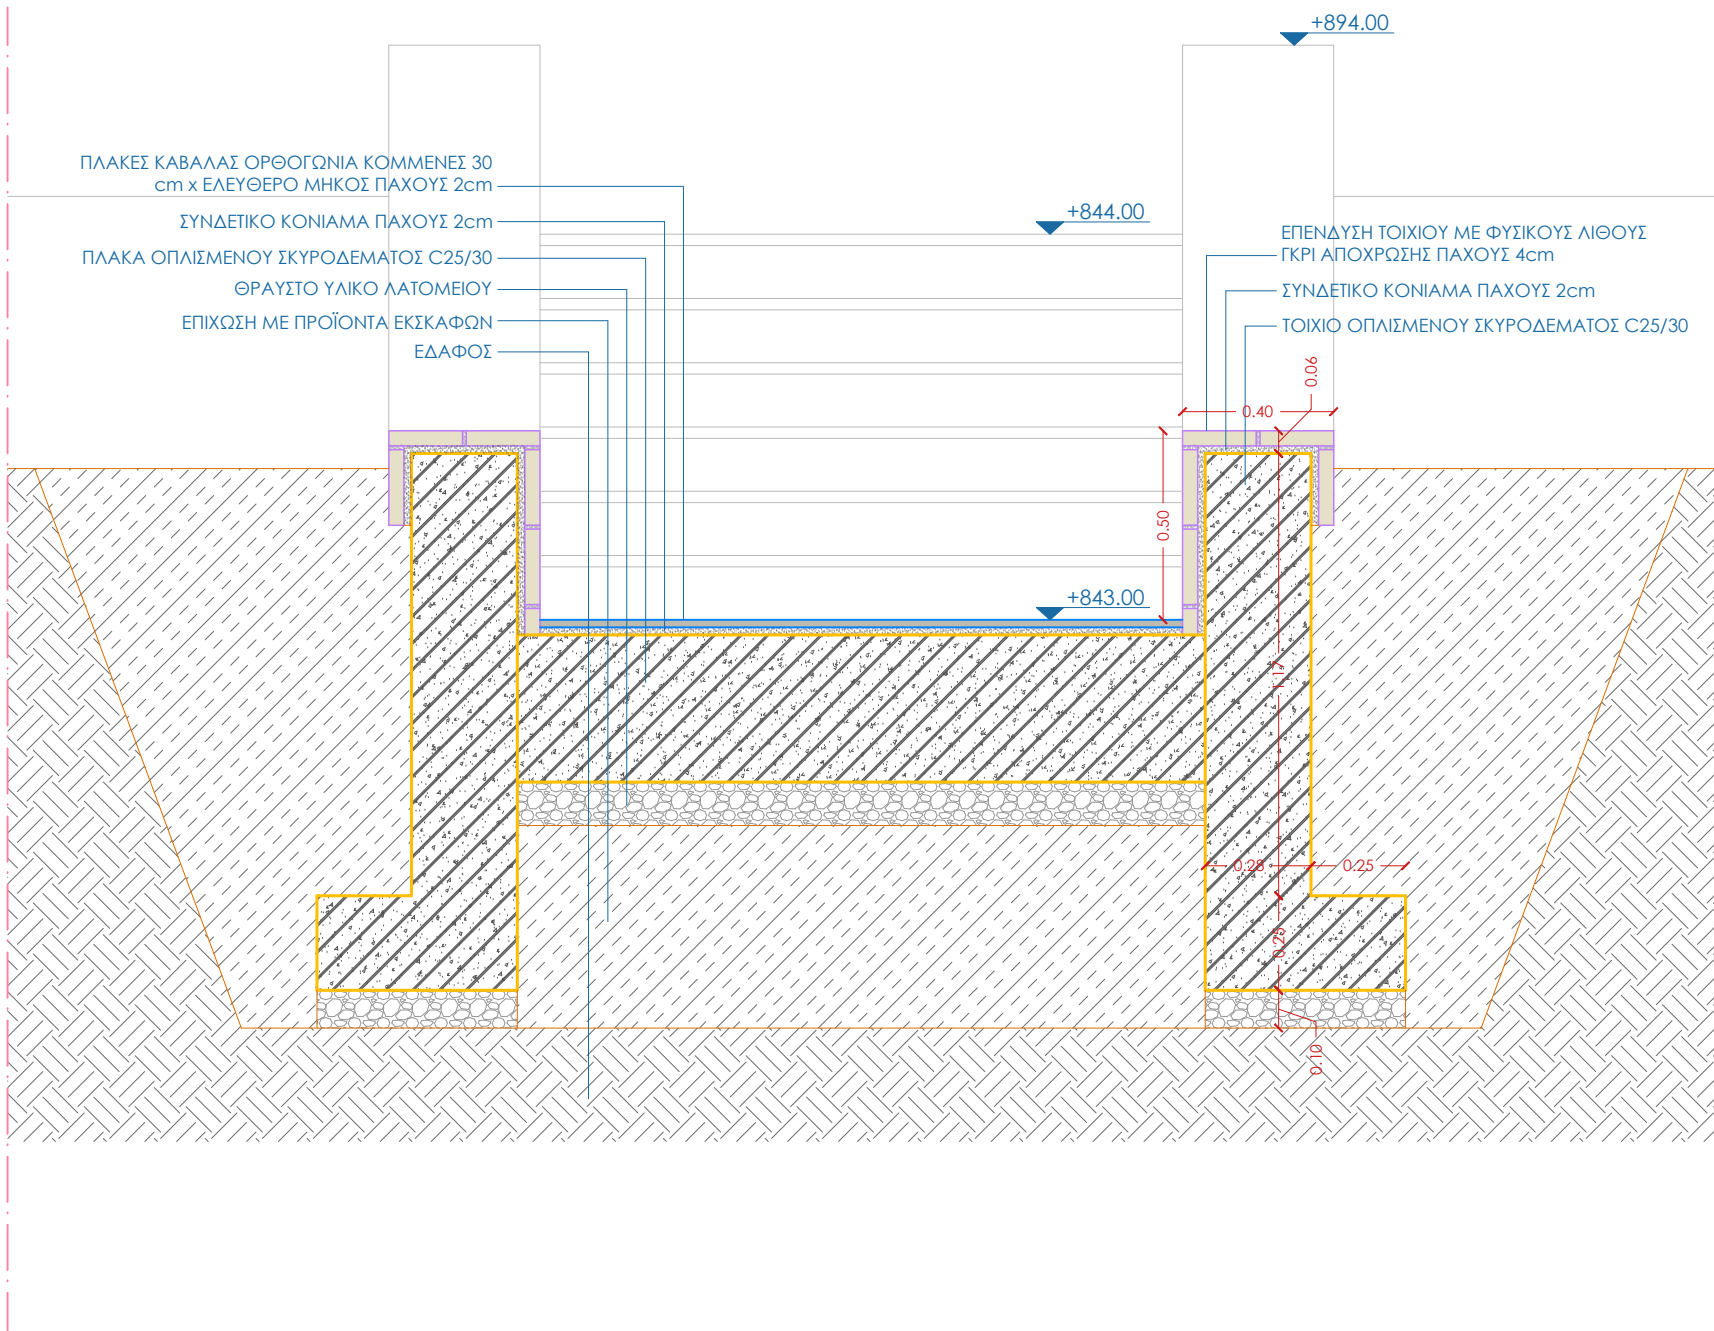 +894.00
ΠΛΑΚΕΣ ΚΑΒΑΛΑΣ ΟΡΘΟΓΩΝΙΑ ΚΟΜΜΕΝΕΣ 30
cm x ΕΛΕΥΘΕΡΟ ΜΗΚΟΣ ΠΑΧΟΥΣ 2cm
ΣΥΝΔΕΤΙΚΟ ΚΟΝΙΑΜΑ ΠΑΧΟΥΣ 2cm
ΠΛΑΚΑ ΟΠΛΙΣΜΕΝΟΥ ΣΚΥΡΟΔΕΜΑΤΟΣ C25/30
ΘΡΑΥΣΤΟ ΥΛΙΚΟ ΛΑΤΟΜΕΙΟΥ
ΕΠΙΧΩΣΗ ΜΕ ΠΡΟΪΟΝΤΑ ΕΚΣΚΑΦΩΝ
ΕΔΑΦΟΣ
+844.00
ΕΠΕΝΔΥΣΗ ΤΟΙΧΙΟΥ ΜΕ ΦΥΣΙΚΟΥΣ ΛΙΘΟΥΣ
ΓΚΡΙ ΑΠΟΧΡΩΣΗΣ ΠΑΧΟΥΣ 4cm
ΣΥΝΔΕΤΙΚΟ ΚΟΝΙΑΜΑ ΠΑΧΟΥΣ 2cm
ΤΟΙΧΙΟ ΟΠΛΙΣΜΕΝΟΥ ΣΚΥΡΟΔΕΜΑΤΟΣ C25/30
0.06
0.40
0.50
+843.00
1.17
0.28
0.25
0.25
0.10